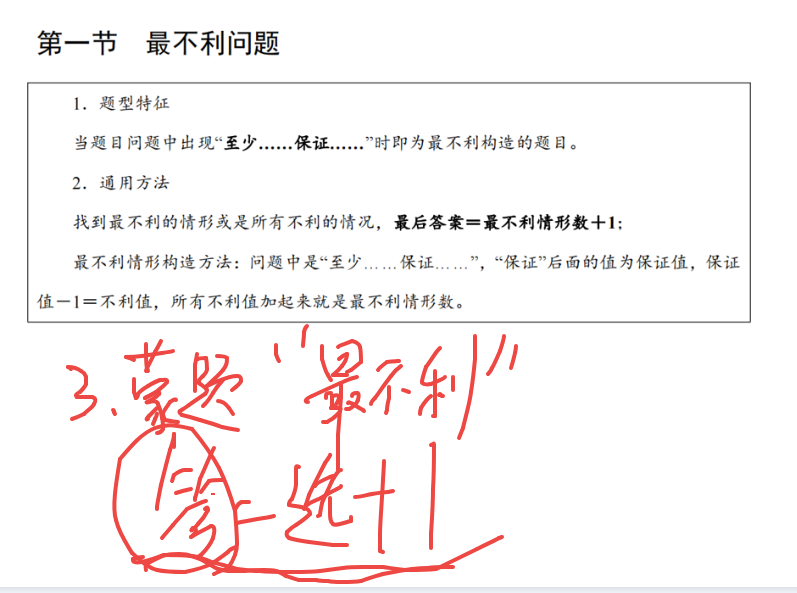 第一节 最不利问题
1．题型特征
当题目问题中出现“至少……保证……”时即为最不利构造的题目。
2．通用方法
找到最不利的情形或是所有不利的情况，最后答案＝最不利情形数＋1；
最不利情形构造方法：问题中是“至少……保证……”，“保证”后面的值为保证值，保证
值－1＝不利值，所有不利值加起来就是最不利情形数。
3.蒙题“最不利”
选+1